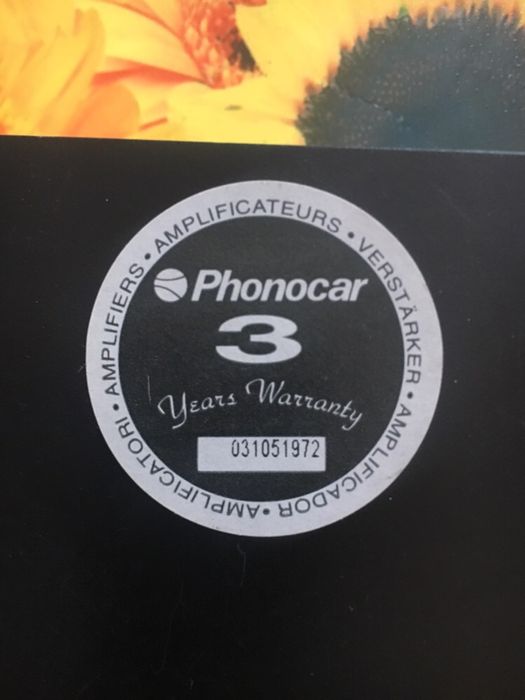 • AMPLIFIERS • AMPLIFICATEURS • VERSTÄRKER • AMPLIFICADOR • AMPLIFICATORI
Phonocar
3
Years Warranty
031051972